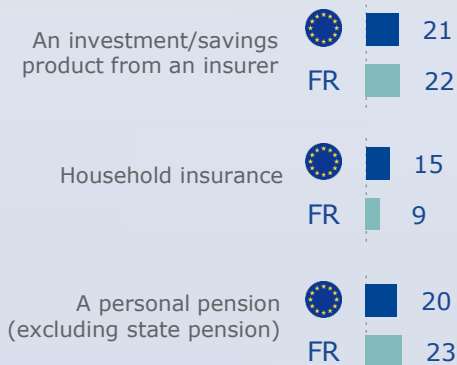 An investment/savings
product from an insurer
21
FR 22
Household insurance
15
FR 9
A personal pension
(excluding state pension)
20
FR 23